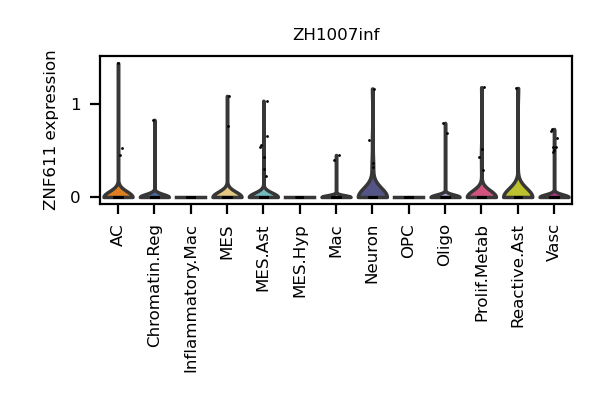 ZH1007inf
ZNF611 expression
1
0
AC
Chromatin.Reg
Inflammatory.Mac
MES
MES.Ast
MES.Hyp
Mac
Neuron
OPC
Oligo
Prolif.Metab
Reactive.Ast
Vasc